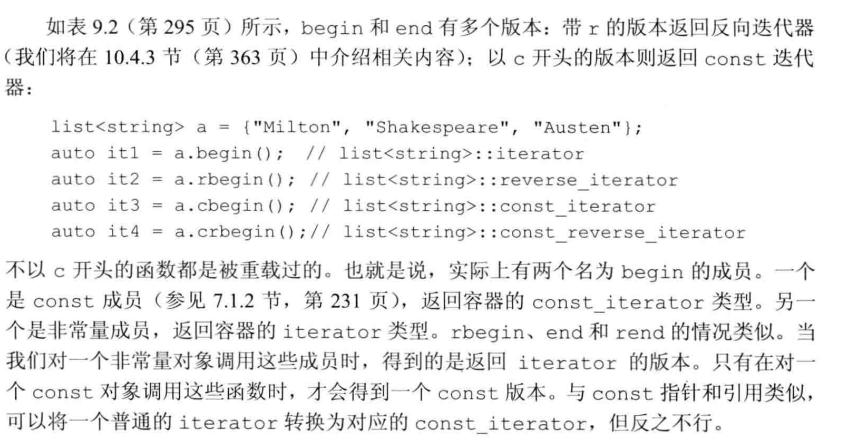 如表 9.2(第 295 页)所示,begin 和 end 有多个版本:带 r 的版本返回反向迭代器
(我们将在 10.4.3 节(第 363 页)中介绍相关内容);以 c 开头的版本则返回 const 迭代
器:
list<string> a = {"Milton", "Shakespeare", "Austen"};
auto it1 = a.begin();  // list<string>::iterator
auto it2 = a.rbegin(); // list<string>::reverse_iterator
auto it3 = a.cbegin(); // list<string>::const_iterator
auto it4 = a.crbegin();// list<string>::const_reverse_iterator
不以 c 开头的函数都是被重载过的。也就是说,实际上有两个名为 begin 的成员。一个
是 const 成员(参见 7.1.2 节,第 231 页),返回容器的 const_iterator 类型。另一
个是非常量成员,返回容器的 iterator 类型。rbegin、end 和 rend 的情况类似。当
我们对一个非常量对象调用这些成员时,得到的是返回 iterator 的版本。只有在对一
个 const 对象调用这些函数时,才会得到一个 const 版本。与 const 指针和引用类似,
可以将一个普通的 iterator 转换为对应的 const_iterator,但反之不行。